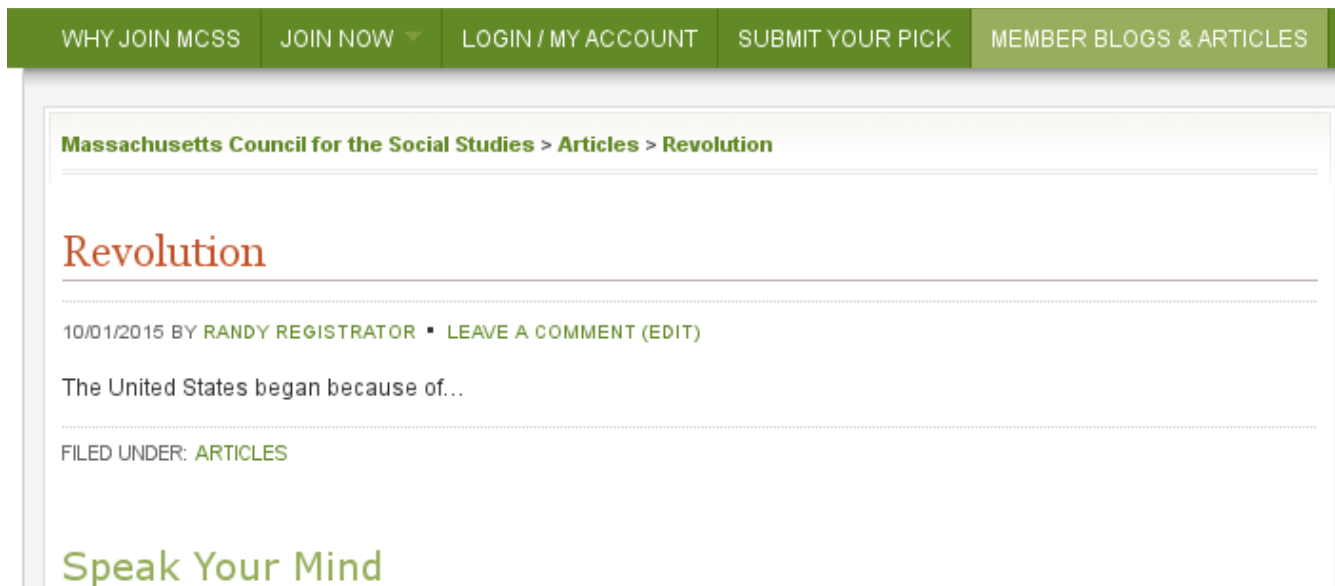 WHY JOIN MCSS JOIN NOW LOGIN / MY ACCOUNT SUBMIT YOUR PICK MEMBER BLOGS & ARTICLES
Massachusetts Council for the Social Studies > Articles > Revolution
Revolution
10/01/2015 BY RANDY REGISTRATOR ▪ LEAVE A COMMENT (EDIT)
The United States began because of...
FILED UNDER: ARTICLES
Speak Your Mind